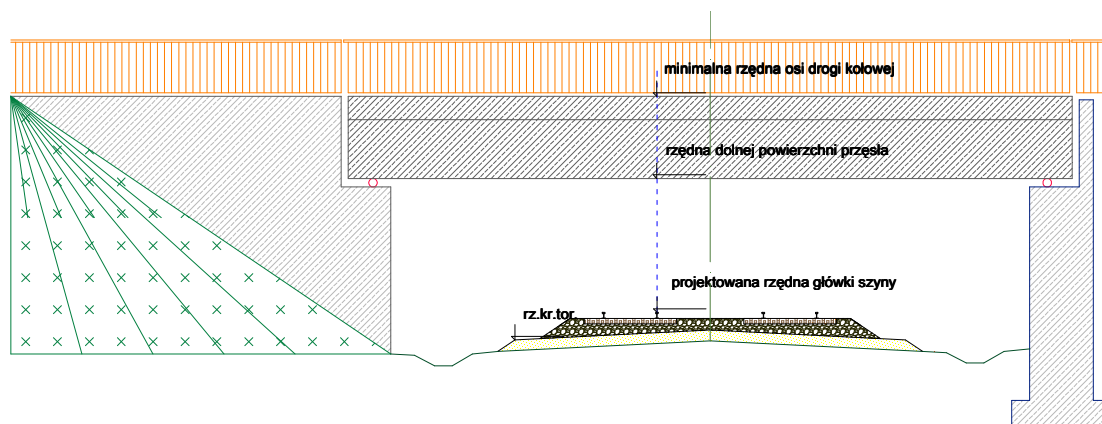 minimalna rzędna osi drogi kołowej
rzędna dolnej powierzchni przęsła
projektowana rzędna główki szyny
rz.kr.tor